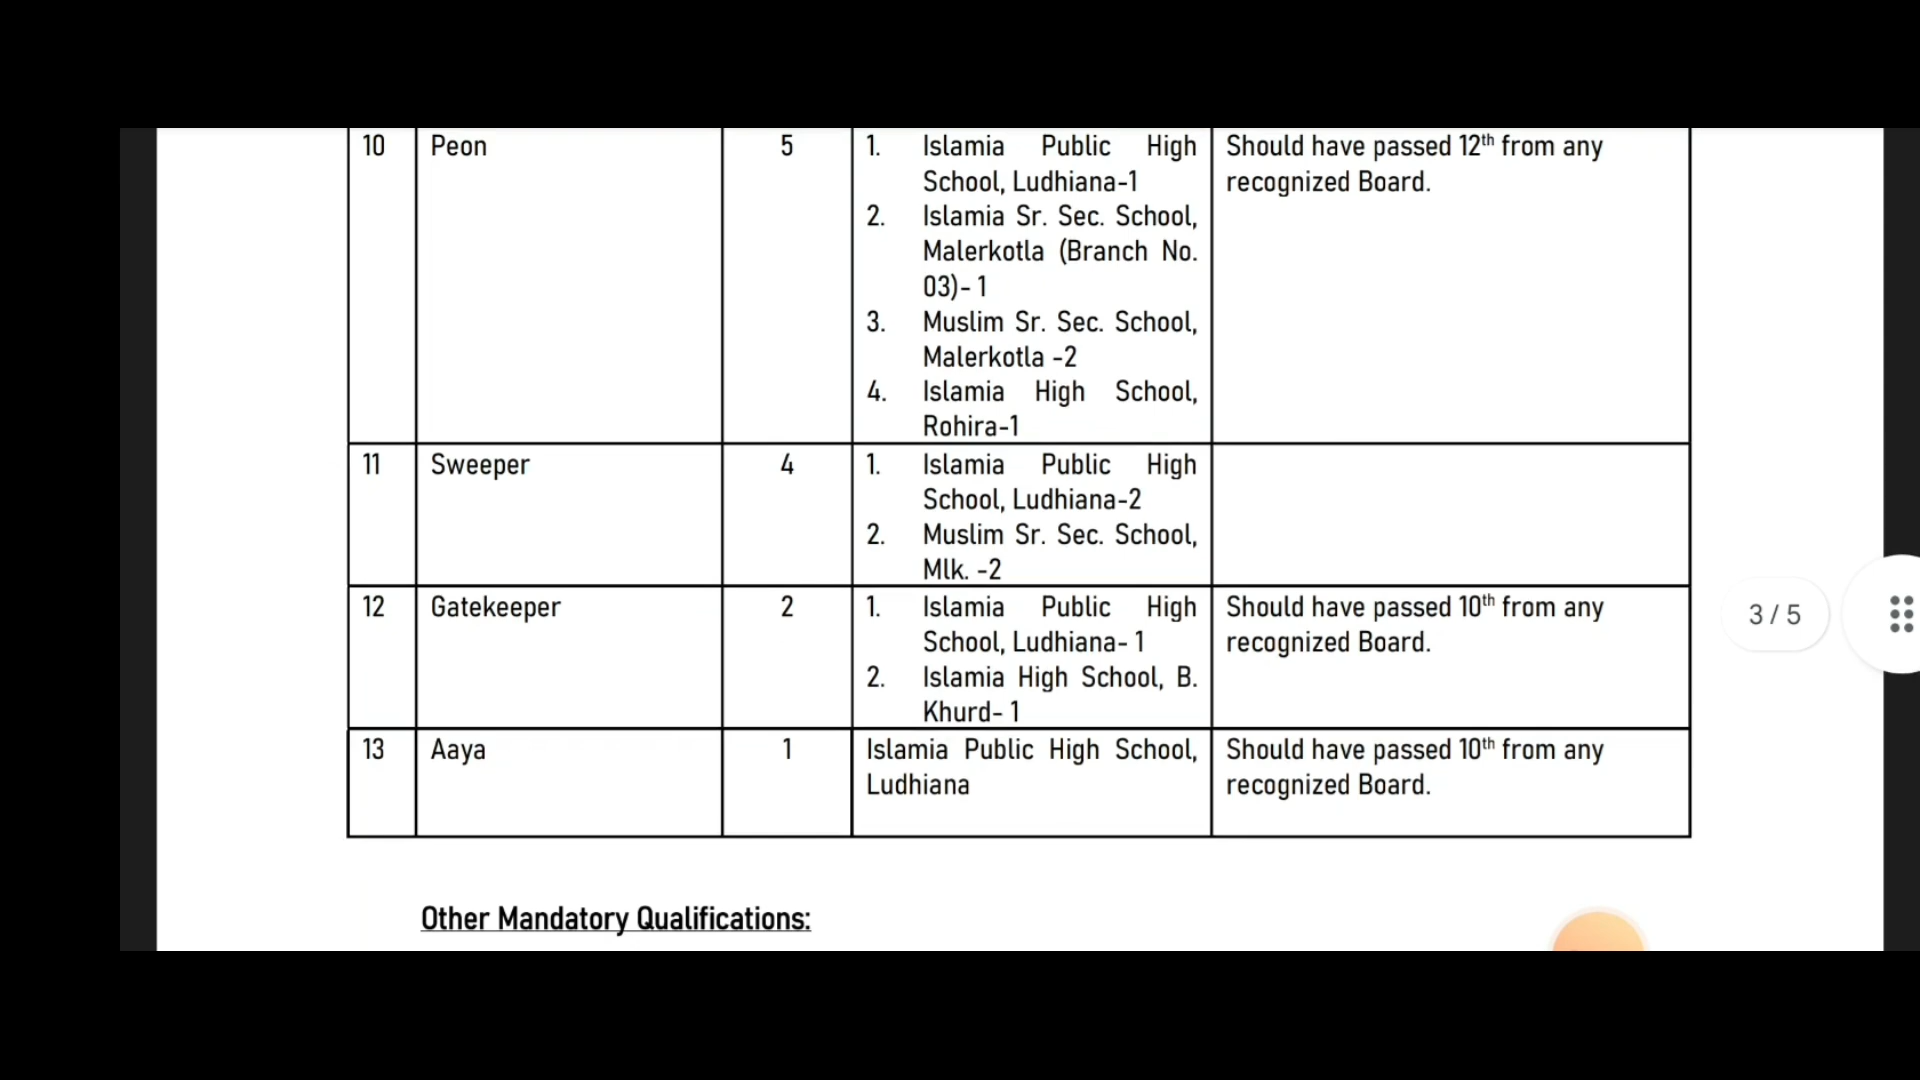 10 Peon 5 1. Islamia Public High Should have passed 12th from any
School, Ludhiana-1 recognized Board.
2. Islamia Sr. Sec. School,
Malerkotla (Branch No.
03)- 1
3. Muslim Sr. Sec. School,
Malerkotla -2
4. Islamia High School,
Rohira-1
11 Sweeper 4 1. Islamia Public High
School, Ludhiana-2
2. Muslim Sr. Sec. School,
Mlk. -2
12 Gatekeeper 2 1. Islamia Public High Should have passed 10th from any
School, Ludhiana- 1 recognized Board.
2. Islamia High School, B.
Khurd- 1
3 / 5
13 Aaya 1 Islamia Public High School, Should have passed 10th from any
Ludhiana recognized Board.
Other Mandatory Qualifications: